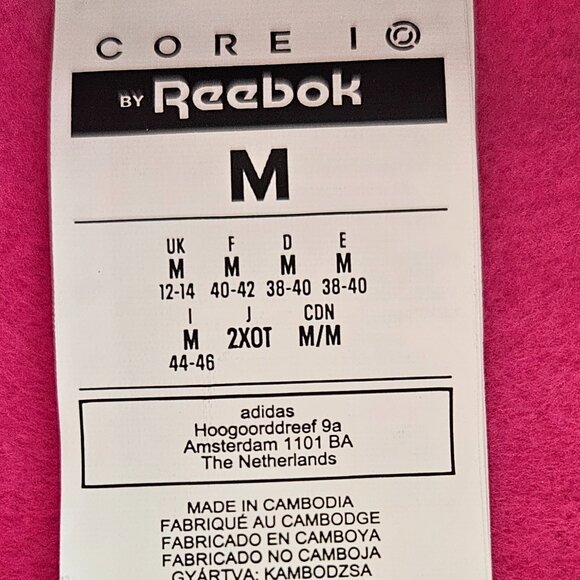 CORE 10
BY Reebok
M
UK F D E
M M M M
12-14 40-42 38-40 38-40
I J CDN
M 2XOT M/M
44-46
adidas
Hoogoorddreef 9a
Amsterdam 1101 BA
The Netherlands
MADE IN CAMBODIA
FABRIQUÉ AU CAMBODGE
FABRICADO EN CAMBOYA
FABRICADO NO CAMBOJA
GYÁRTVA: KAMBODZSA